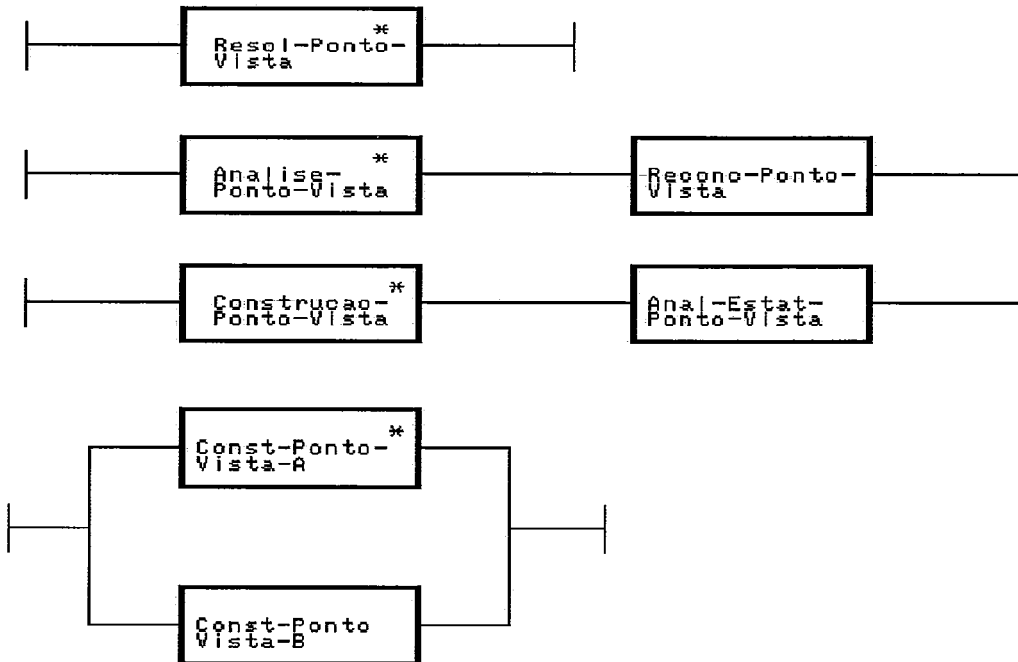 *
Resol-Ponto-
Vista
*
Analise-
Ponto-Vista
Recono-Ponto-
Vista
*
Construcao-
Ponto-Vista
Anal-Estat-
Ponto-Vista
*
Const-Ponto-
Vista-A
Const-Ponto
Vista-B